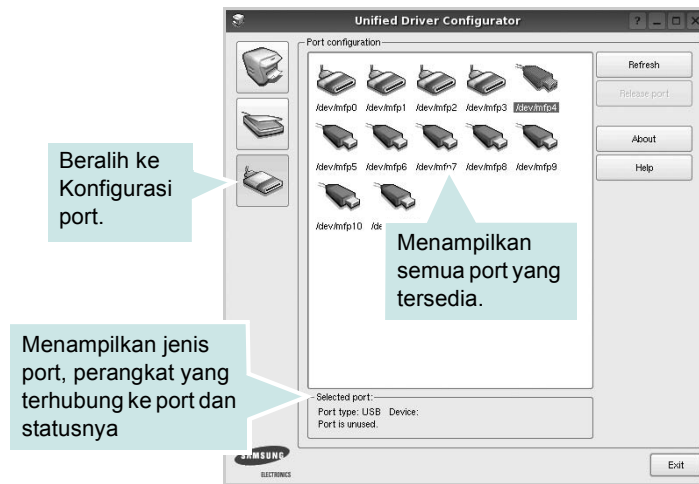 Unified Driver Configurator
Port configuration
/dev/mfp0 /dev/mfp1 /dev/mfp2 /dev/mfp3 /dev/mfp4
/dev/mfp5 /dev/mfp6 /dev/mfp7 /dev/mfp8 /dev/mfp9
/dev/mfp10
Refresh
Release port
About
Help
Beralih ke
Konfigurasi
port.
Menampilkan
semua port yang
tersedia.
Menampilkan jenis
port, perangkat yang
terhubung ke port dan
statusnya
Selected port:
Port type: USB Device:
Port is unused.
SAMSUNG
ELECTRONICS
Exit